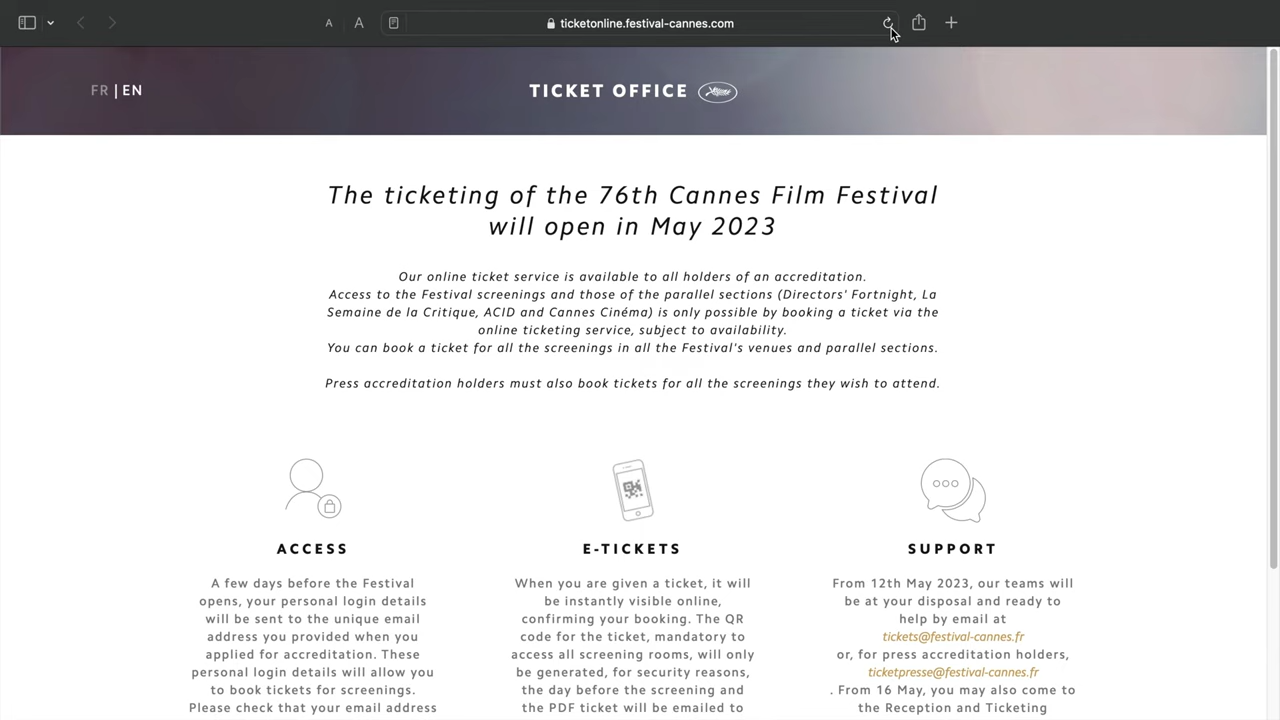 A A ticketonline.festival-cannes.com
FR | EN TICKET OFFICE
The ticketing of the 76th Cannes Film Festival
will open in May 2023
Our online ticket service is available to all holders of an accreditation.
Access to the Festival screenings and those of the parallel sections (Directors' Fortnight, La
Semaine de la Critique, ACID and Cannes Cinéma) is only possible by booking a ticket via the
online ticketing service, subject to availability.
You can book a ticket for all the screenings in all the Festival's venues and parallel sections.
Press accreditation holders must also book tickets for all the screenings they wish to attend.
ACCESS
A few days before the Festival
opens, your personal login details
will be sent to the unique email
address you provided when you
applied for accreditation. These
personal login details will allow you
to book tickets for screenings.
Please check that your email address
E-TICKETS
When you are given a ticket, it will
be instantly visible online,
confirming your booking. The QR
code for the ticket, mandatory to
access all screening rooms, will only
be generated, for security reasons,
the day before the screening and
the PDF ticket will be emailed to
SUPPORT
From 12th May 2023, our teams will
be at your disposal and ready to
help by email at
tickets@festival-cannes.fr
or, for press accreditation holders,
ticketpresse@festival-cannes.fr
. From 16 May, you may also come to
the Reception and Ticketing